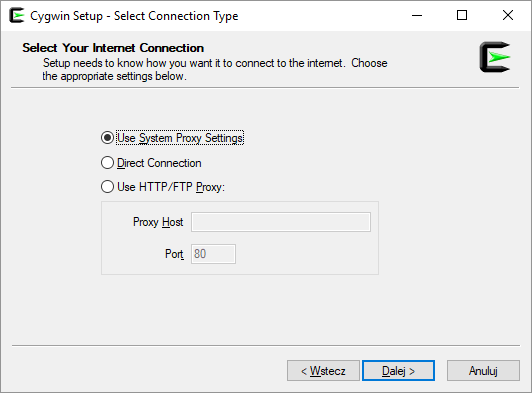 Cygwin Setup - Select Connection Type
Select Your Internet Connection
Setup needs to know how you want it to connect to the internet. Choose
the appropriate settings below.
Use System Proxy Settings
Direct Connection
Use HTTP/FTP Proxy:
Proxy Host
Port 80
< Wstecz Dalej > Anuluj